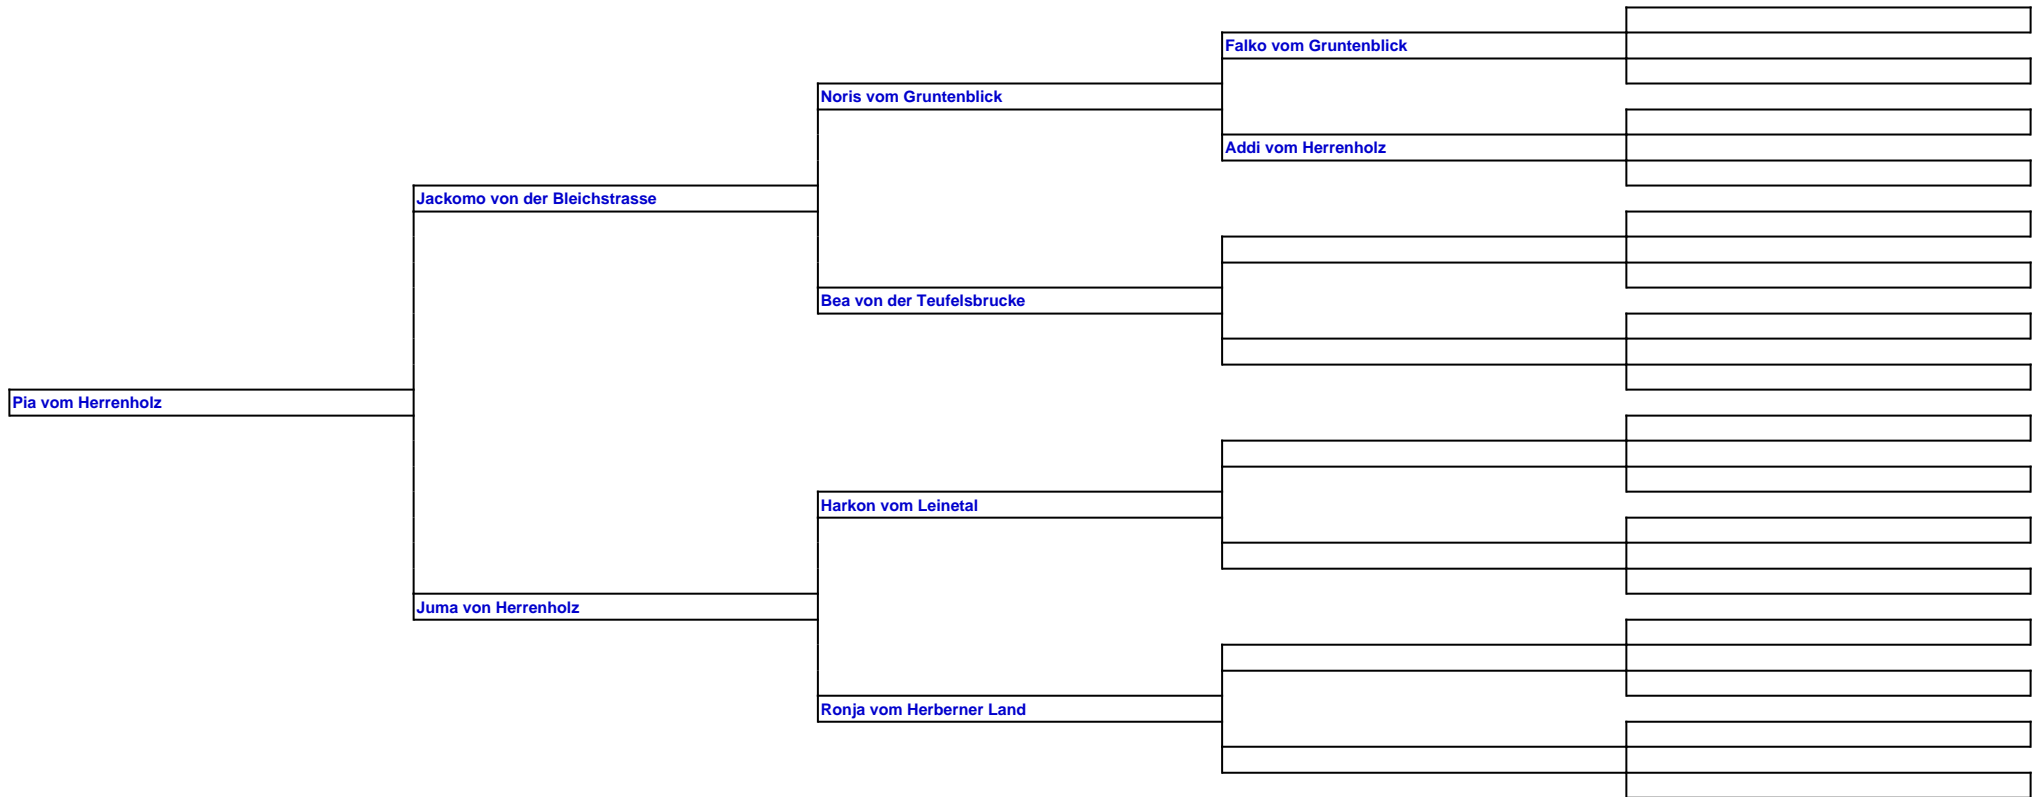 Falko vom Gruntenblick
Noris vom Gruntenblick
Addi vom Herrenholz
Jackomo von der Bleichstrasse
Bea von der Teufelsbrucke
Pia vom Herrenholz
Harkon vom Leinetal
Juma von Herrenholz
Ronja vom Herberner Land